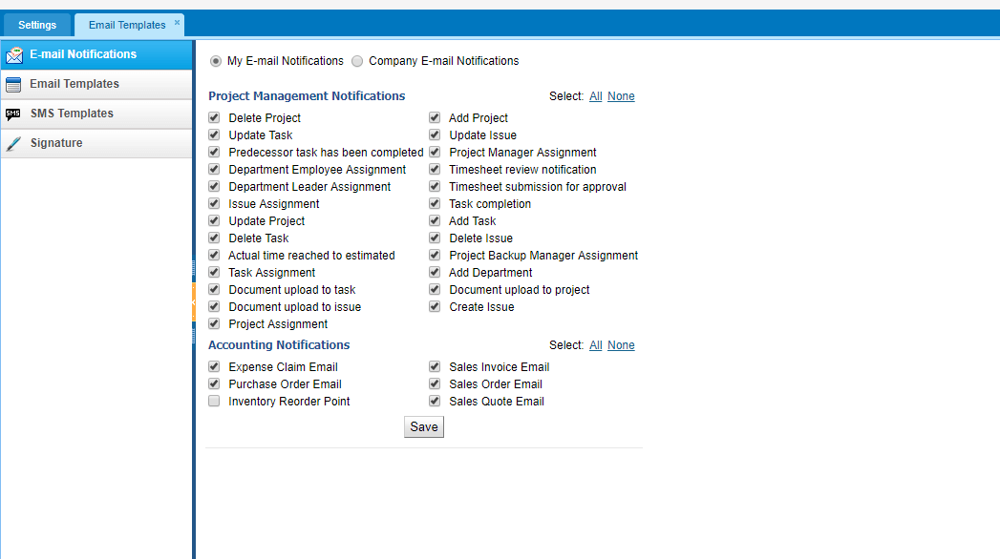 Settings Email Templates ×
E-mail Notifications
Email Templates
SMS SMS Templates
Signature
My E-mail Notifications Company E-mail Notifications
Project Management Notifications Select: All None
Delete Project Add Project
Update Task Update Issue
Predecessor task has been completed Project Manager Assignment
Department Employee Assignment Timesheet review notification
Department Leader Assignment Timesheet submission for approval
Issue Assignment Task completion
Update Project Add Task
Delete Task Delete Issue
Actual time reached to estimated Project Backup Manager Assignment
Task Assignment Add Department
Document upload to task Document upload to project
Document upload to issue Create Issue
Project Assignment
Accounting Notifications Select: All None
Expense Claim Email Sales Invoice Email
Purchase Order Email Sales Order Email
Inventory Reorder Point Sales Quote Email
Save